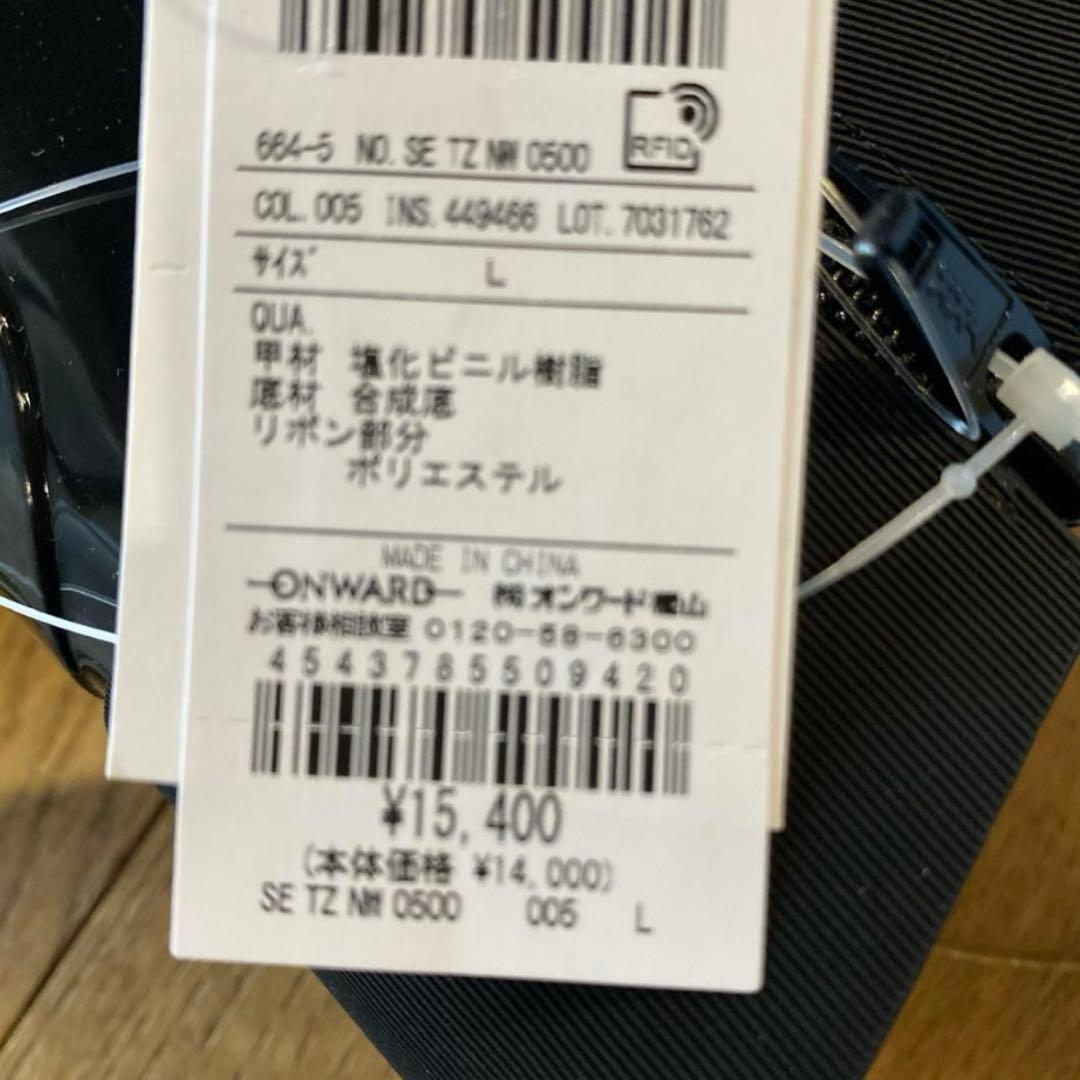 RFID
664-5 NO. SE TZ NW 0500
COL. 005 INS. 449466 LOT. 7031762
サイズ L
QUA.
甲材 塩化ビニル樹脂
底材 合成底
リボン部分
ポリエステル
MADE IN CHINA
ONWARD ㈱オンワード樫山
お客様相談室 0120-58-6300
4543785509420
¥15,400
(本体価格 ¥14,000)
SE TZ NW 0500 005 L